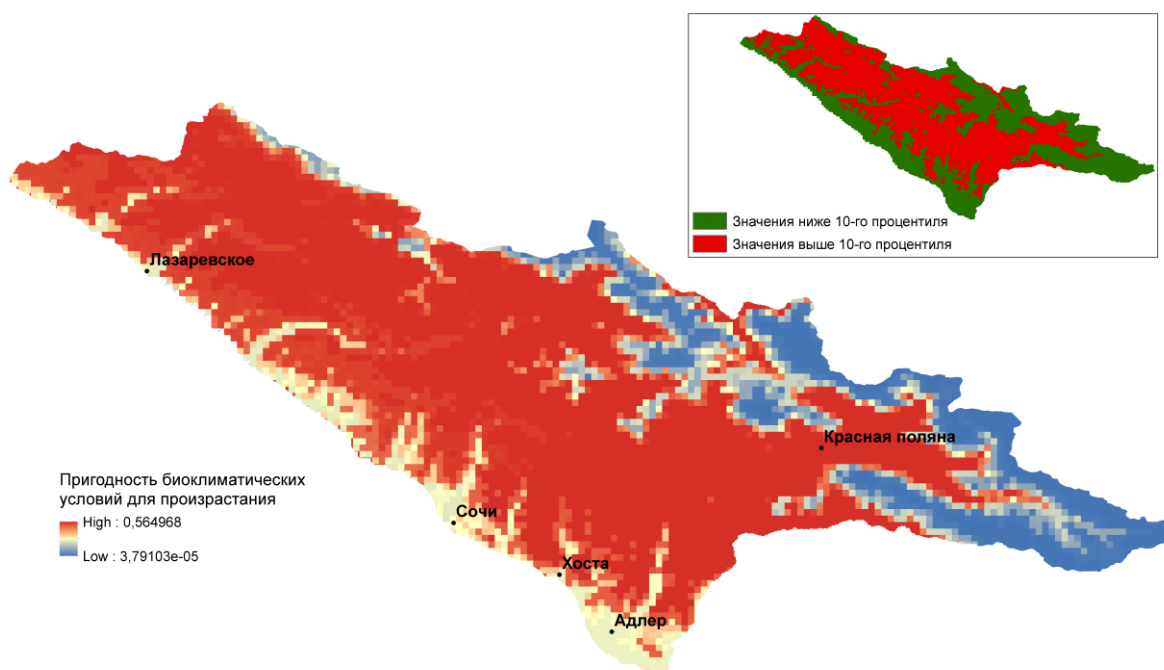 Значения ниже 10-го процентиля
Значения выше 10-го процентиля
Лазаревское
Красная поляна
Пригодность биоклиматических
условий для произрастания
High : 0,564968
Low : 3,79103e-05
Сочи
Хоста
Адлер